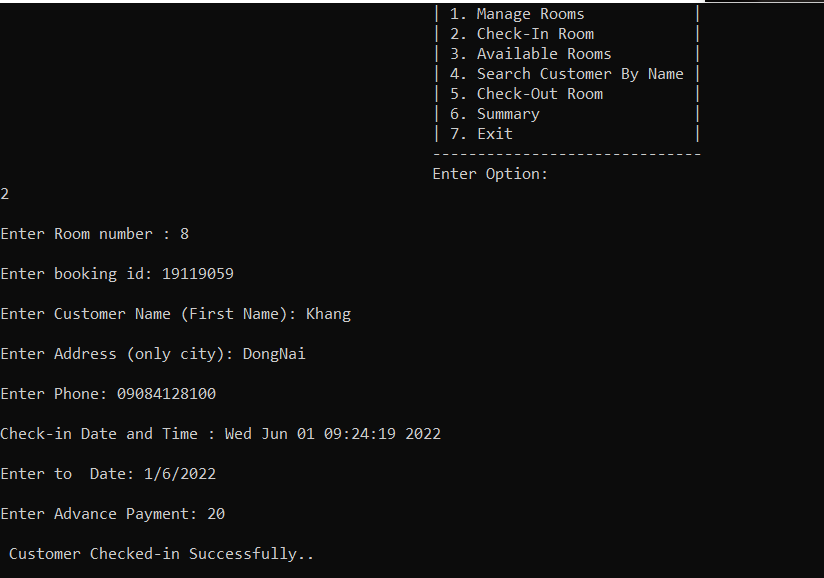 | 1. Manage Rooms            |
| 2. Check-In Room           |
| 3. Available Rooms         |
| 4. Search Customer By Name |
| 5. Check-Out Room          |
| 6. Summary                 |
| 7. Exit                    |
------------------------------
Enter Option:
2
Enter Room number : 8
Enter booking id: 19119059
Enter Customer Name (First Name): Khang
Enter Address (only city): DongNai
Enter Phone: 09084128100
Check-in Date and Time : Wed Jun 01 09:24:19 2022
Enter to  Date: 1/6/2022
Enter Advance Payment: 20
Customer Checked-in Successfully..